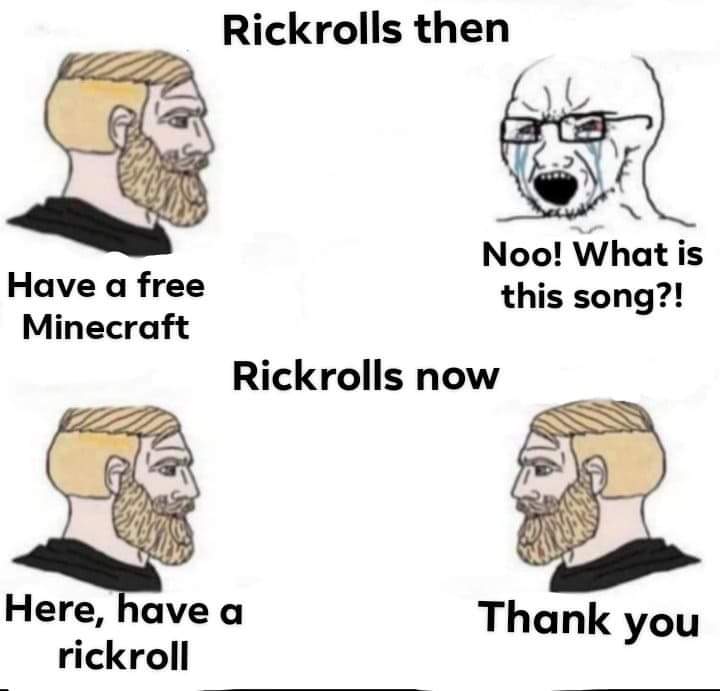 Rickrolls then
Have a free
Minecraft
Noo! What is
this song?!
Rickrolls now
Here, have a
rickroll
Thank you